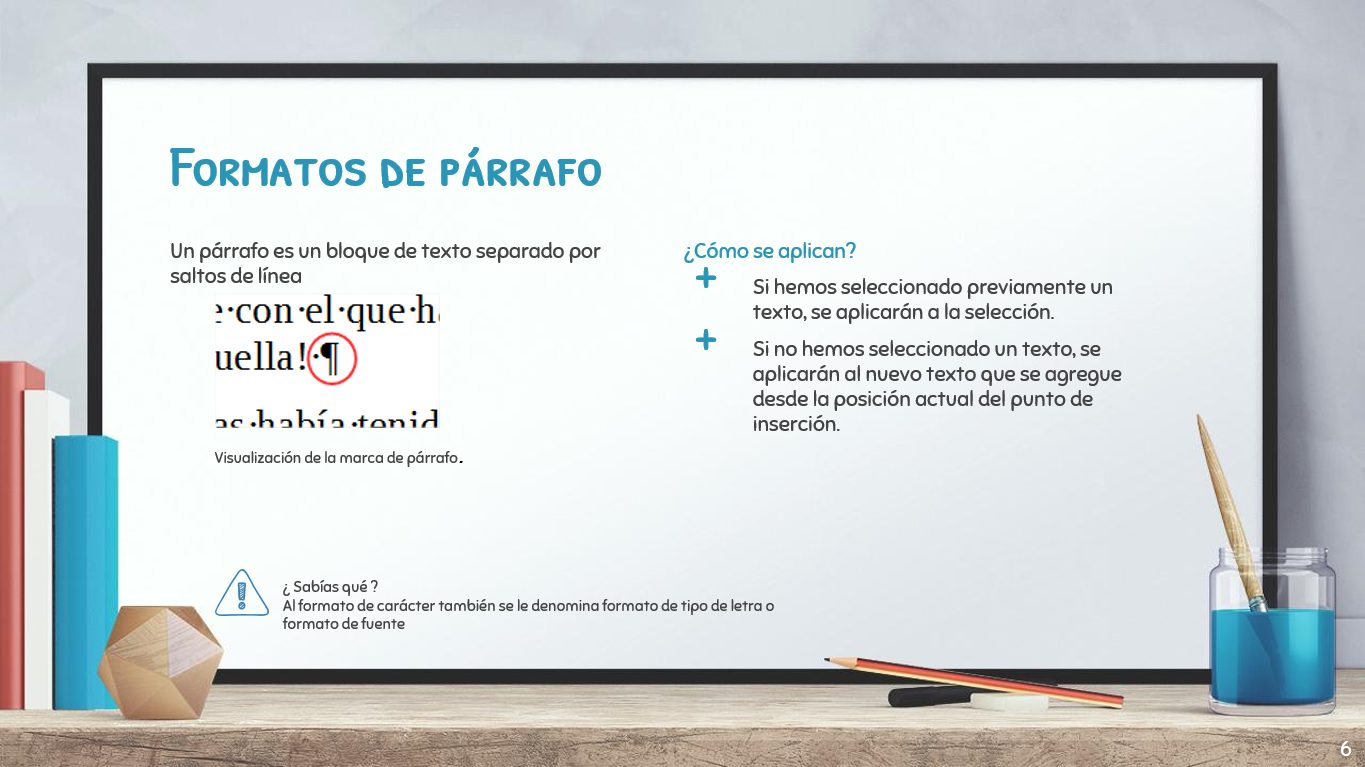 Formatos de párrafo
Un párrafo es un bloque de texto separado por
saltos de línea
e·con·el·que·ha
uella!·¶
as·había·tenid
Visualización de la marca de párrafo.
¿Cómo se aplican?
+ Si hemos seleccionado previamente un
texto, se aplicarán a la selección.
+ Si no hemos seleccionado un texto, se
aplicarán al nuevo texto que se agregue
desde la posición actual del punto de
inserción.
¿ Sabías qué ?
Al formato de carácter también se le denomina formato de tipo de letra o
formato de fuente
6